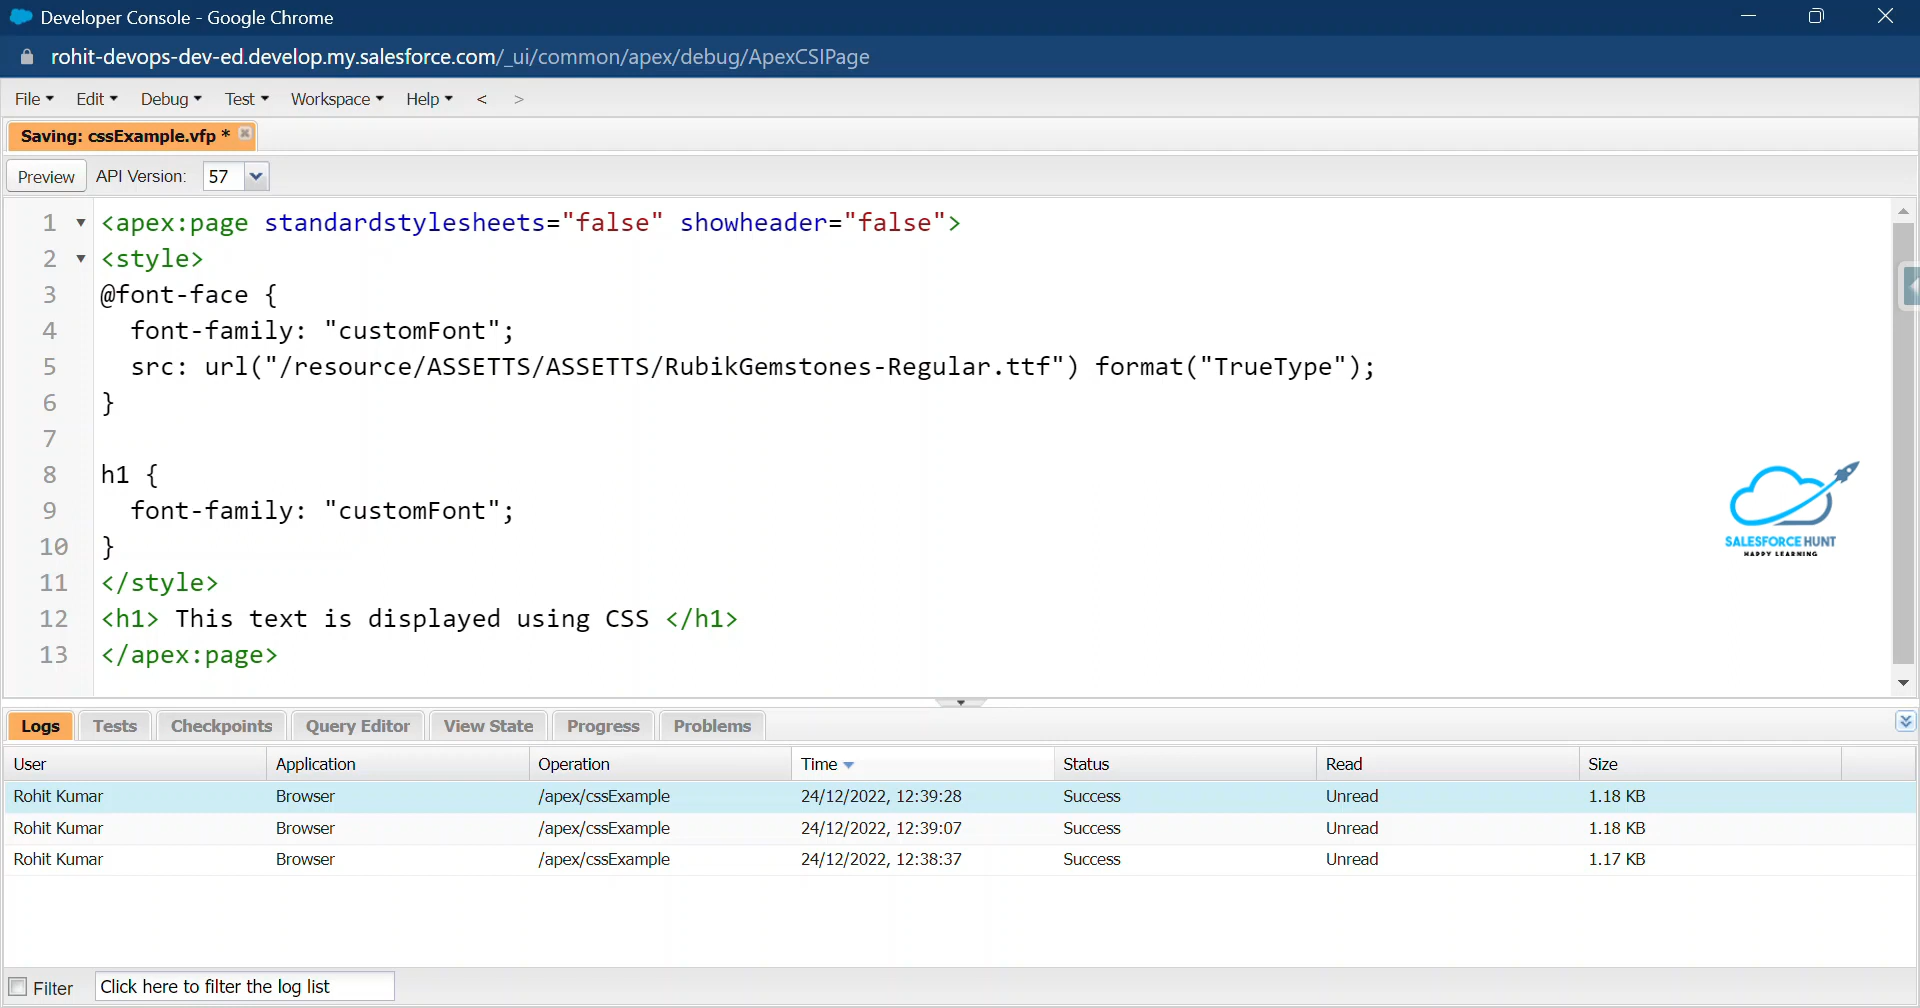 Developer Console - Google Chrome
rohit-devops-dev-ed.develop.my.salesforce.com/_ui/common/apex/debug/ApexCSIPage
File Edit Debug Test Workspace Help < >
Saving: cssExample.vfp *
Preview API Version: 57
1 <apex:page standardstylesheets="false" showheader="false">
2 <style>
3 @font-face {
4 font-family: "customFont";
5 src: url("/resource/ASSETTS/ASSETTS/RubikGemstones-Regular.ttf") format("TrueType");
6 }
7
8 h1 {
9 font-family: "customFont";
10 }
11 </style>
12 <h1> This text is displayed using CSS </h1>
13 </apex:page>
SALESFORCE HUNT
HAPPY LEARNING
Logs Tests Checkpoints Query Editor View State Progress Problems
User Application Operation Time Status Read Size
Rohit Kumar Browser /apex/cssExample 24/12/2022, 12:39:28 Success Unread 1.18 KB
Rohit Kumar Browser /apex/cssExample 24/12/2022, 12:39:07 Success Unread 1.18 KB
Rohit Kumar Browser /apex/cssExample 24/12/2022, 12:38:37 Success Unread 1.17 KB
Filter Click here to filter the log list